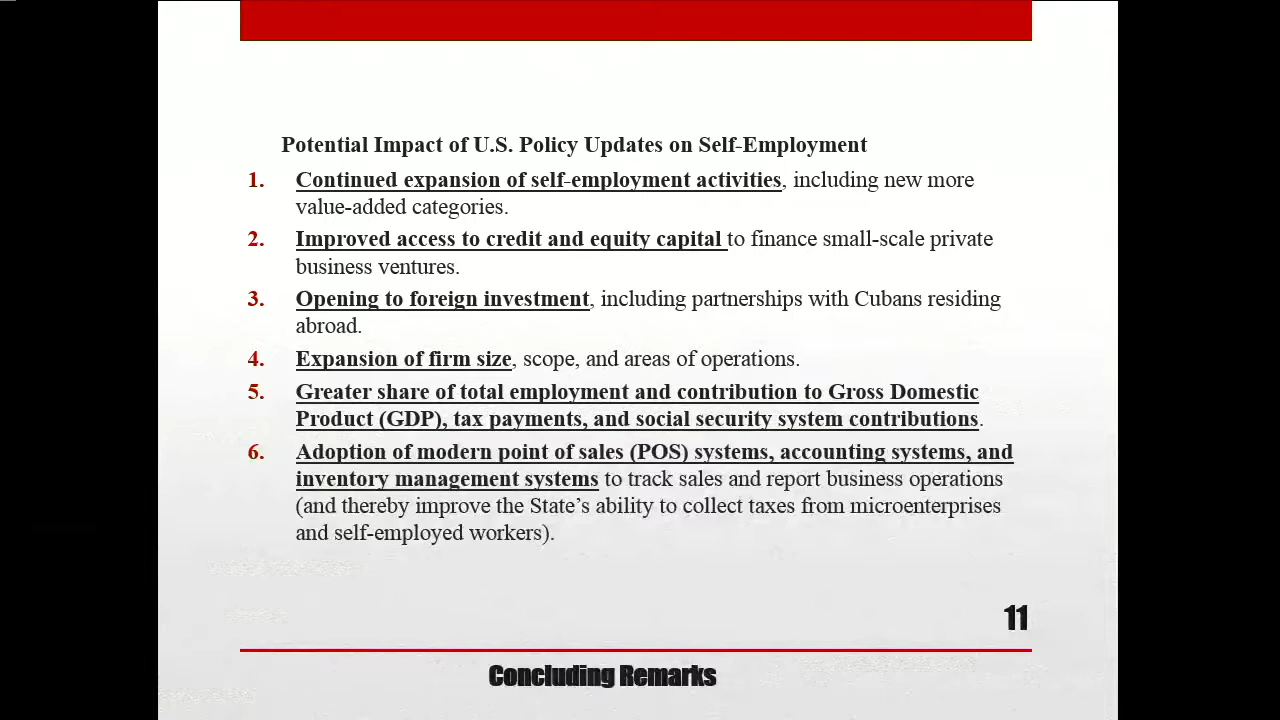 Potential Impact of U.S. Policy Updates on Self-Employment
1. Continued expansion of self-employment activities, including new more
value-added categories.
2. Improved access to credit and equity capital to finance small-scale private
business ventures.
3. Opening to foreign investment, including partnerships with Cubans residing
abroad.
4. Expansion of firm size, scope, and areas of operations.
5. Greater share of total employment and contribution to Gross Domestic
Product (GDP), tax payments, and social security system contributions.
6. Adoption of modern point of sales (POS) systems, accounting systems, and
inventory management systems to track sales and report business operations
(and thereby improve the State’s ability to collect taxes from microenterprises
and self-employed workers).
11
Concluding Remarks